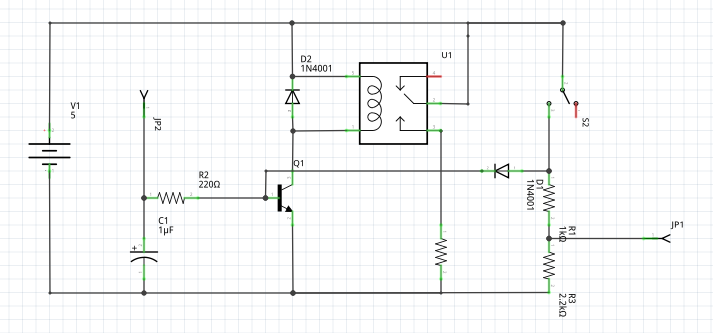 U1
D2
1N4001
V1
5
JP2
S2
Q1
R2
220Ω
D1
1N4001
C1
1µF
+
R1
1kΩ
JP1
R3
2.2kΩ